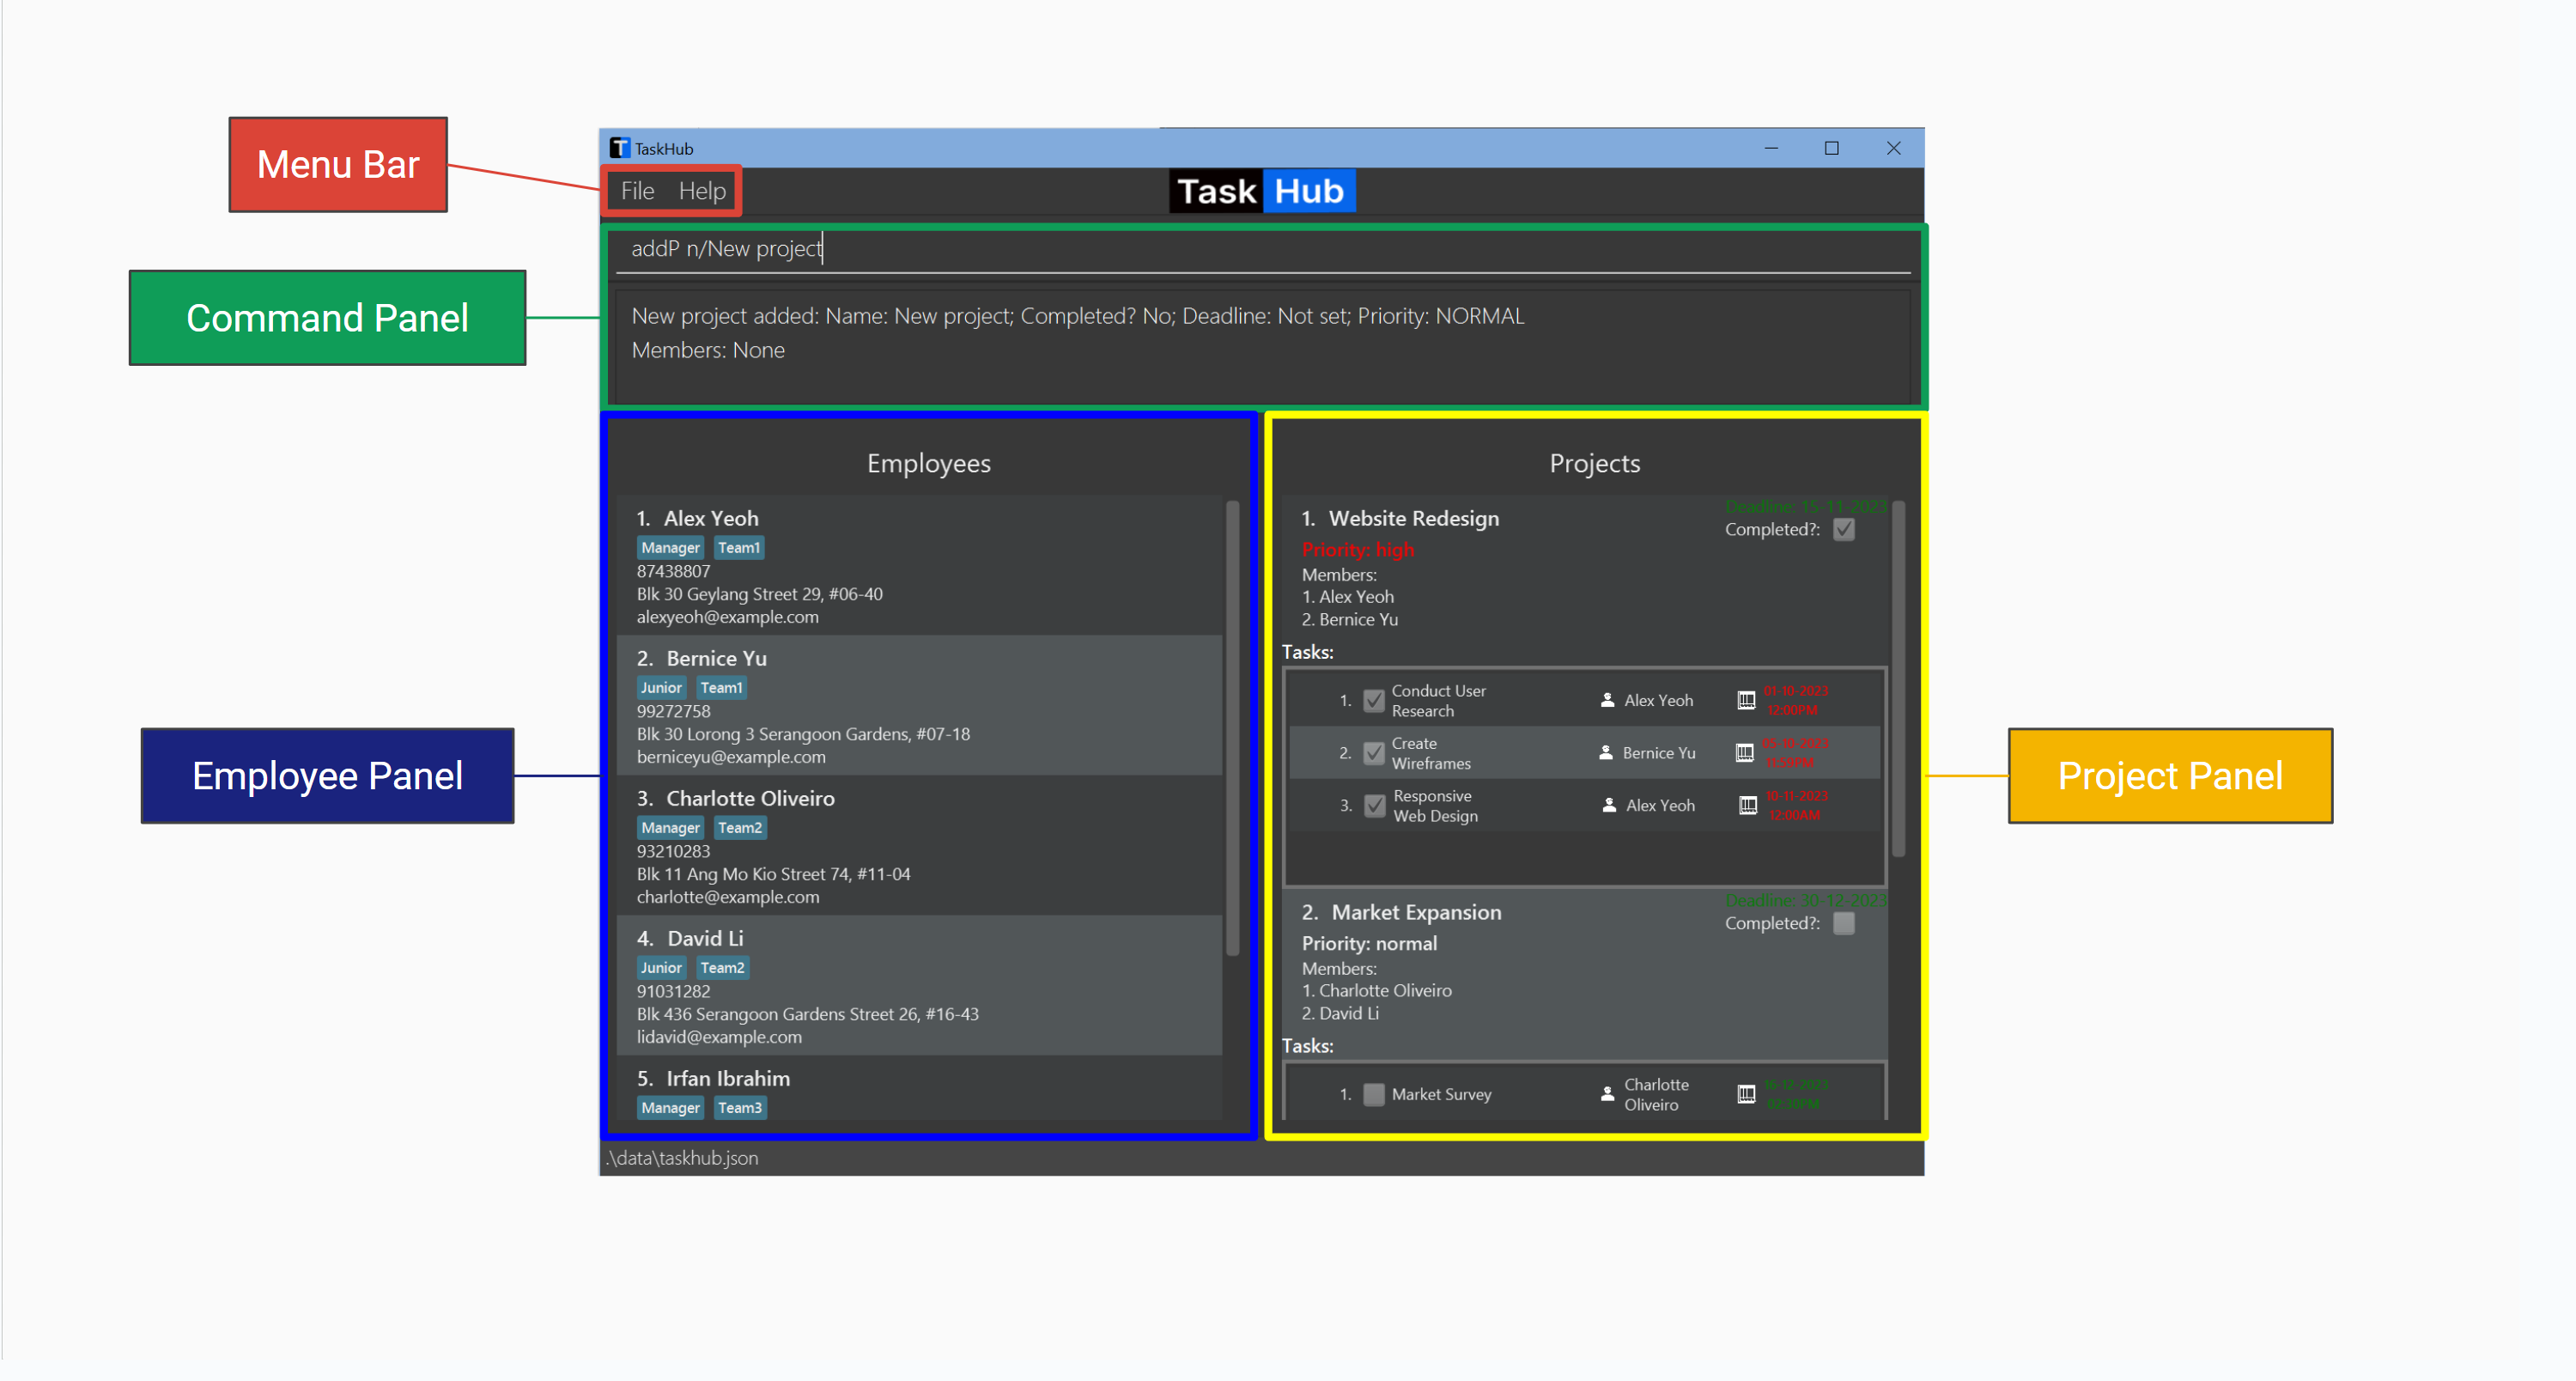 Menu Bar
Command Panel
Employee Panel
Project Panel
TaskHub
File Help
Task Hub
addP n/New project
New project added: Name: New project; Completed? No; Deadline: Not set; Priority: NORMAL
Members: None
Employees
1. Alex Yeoh
Manager Team1
87438807
Blk 30 Geylang Street 29, #06-40
alexyeoh@example.com
2. Bernice Yu
Junior Team1
99272758
Blk 30 Lorong 3 Serangoon Gardens, #07-18
berniceyu@example.com
3. Charlotte Oliveiro
Manager Team2
93210283
Blk 11 Ang Mo Kio Street 74, #11-04
charlotte@example.com
4. David Li
Junior Team2
91031282
Blk 436 Serangoon Gardens Street 26, #16-43
lidavid@example.com
5. Irfan Ibrahim
Manager Team3
Projects
Deadline: 15-11-2023
1. Website Redesign
Completed?:
Priority: high
Members:
1. Alex Yeoh
2. Bernice Yu
Tasks:
1. Conduct User
Research
Alex Yeoh
01-10-2023
12:00PM
2. Create
Wireframes
Bernice Yu
05-10-2023
11:59PM
3. Responsive
Web Design
Alex Yeoh
10-11-2023
12:00AM
Deadline: 30-12-2023
2. Market Expansion
Completed?:
Priority: normal
Members:
1. Charlotte Oliveiro
2. David Li
Tasks:
1. Market Survey
Charlotte
Oliveiro
16-12-2023
02:30PM
.\data\taskhub.json